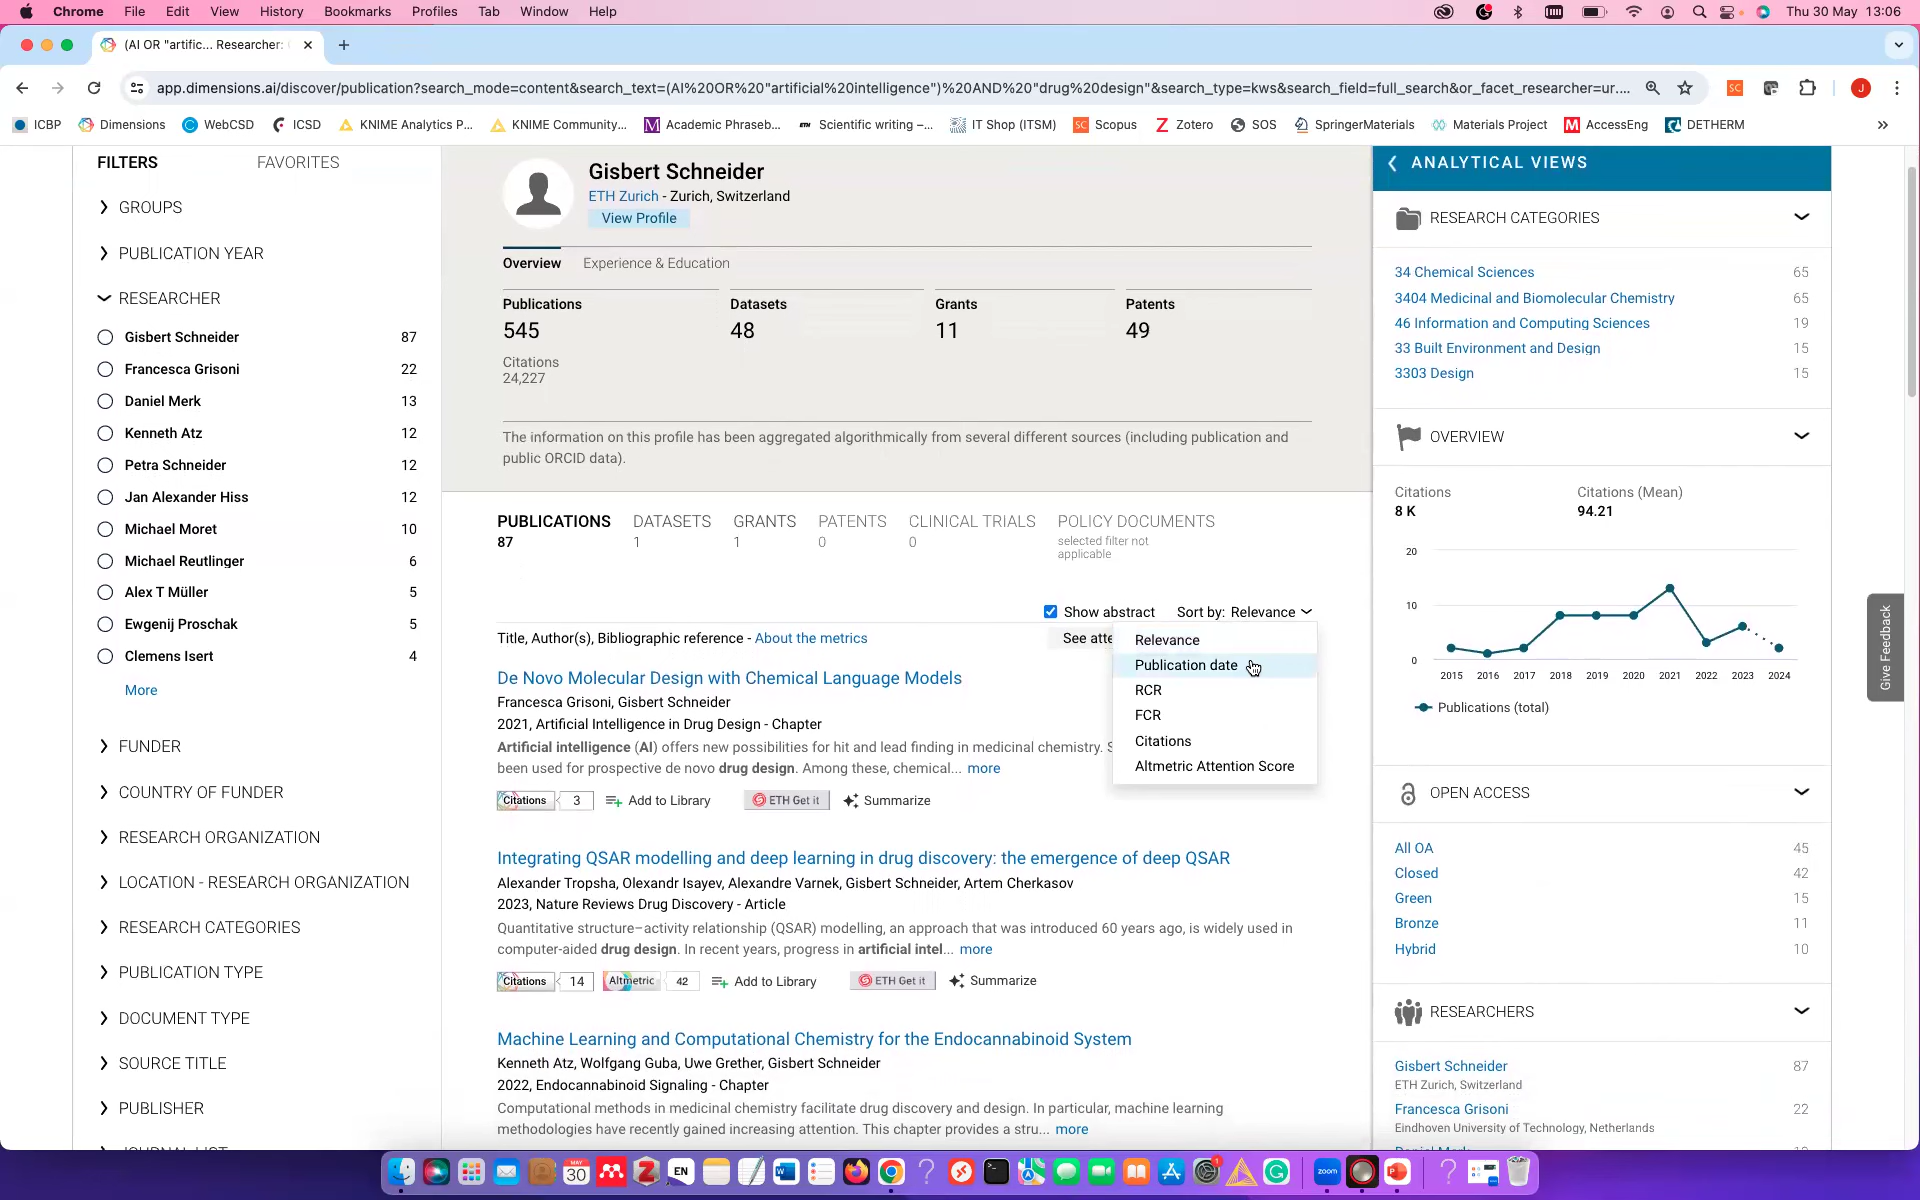 Chrome File Edit View History Bookmarks Profiles Tab Window Help Thu 30 May 13:06
(AI OR "artific... Researcher:
app.dimensions.ai/discover/publication?search_mode=content&search_text=(AI%20OR%20"artificial%20intelligence")%20AND%20"drug%20design"&search_type=kws&search_field=full_search&or_facet_researcher=ur.... J
ICBP Dimensions WebCSD ICSD KNIME Analytics P... KNIME Community... Academic Phraseb... Scientific writing –... IT Shop (ITSM) Scopus Zotero SOS SpringerMaterials Materials Project AccessEng DETHERM
FILTERS FAVORITES
GROUPS
PUBLICATION YEAR
RESEARCHER
Gisbert Schneider 87
Francesca Grisoni 22
Daniel Merk 13
Kenneth Atz 12
Petra Schneider 12
Jan Alexander Hiss 12
Michael Moret 10
Michael Reutlinger 6
Alex T Müller 5
Ewgenij Proschak 5
Clemens Isert 4
More
FUNDER
COUNTRY OF FUNDER
RESEARCH ORGANIZATION
LOCATION - RESEARCH ORGANIZATION
RESEARCH CATEGORIES
PUBLICATION TYPE
DOCUMENT TYPE
SOURCE TITLE
PUBLISHER
Gisbert Schneider
ETH Zurich - Zurich, Switzerland
View Profile
Overview Experience & Education
Publications Datasets Grants Patents
545 48 11 49
Citations
24,227
The information on this profile has been aggregated algorithmically from several different sources (including publication and
public ORCID data).
PUBLICATIONS DATASETS GRANTS PATENTS CLINICAL TRIALS POLICY DOCUMENTS
87 1 1 0 0 selected filter not
applicable
Show abstract Sort by: Relevance
Title, Author(s), Bibliographic reference - About the metrics See atte
Relevance
Publication date
RCR
FCR
Citations
Altmetric Attention Score
De Novo Molecular Design with Chemical Language Models
Francesca Grisoni, Gisbert Schneider
2021, Artificial Intelligence in Drug Design - Chapter
Artificial intelligence (AI) offers new possibilities for hit and lead finding in medicinal chemistry. S
been used for prospective de novo drug design. Among these, chemical... more
Citations 3 Add to Library ETH Get it Summarize
Integrating QSAR modelling and deep learning in drug discovery: the emergence of deep QSAR
Alexander Tropsha, Olexandr Isayev, Alexandre Varnek, Gisbert Schneider, Artem Cherkasov
2023, Nature Reviews Drug Discovery - Article
Quantitative structure–activity relationship (QSAR) modelling, an approach that was introduced 60 years ago, is widely used in
computer-aided drug design. In recent years, progress in artificial intel... more
Citations 14 Altmetric 42 Add to Library ETH Get it Summarize
Machine Learning and Computational Chemistry for the Endocannabinoid System
Kenneth Atz, Wolfgang Guba, Uwe Grether, Gisbert Schneider
2022, Endocannabinoid Signaling - Chapter
Computational methods in medicinal chemistry facilitate drug discovery and design. In particular, machine learning
methodologies have recently gained increasing attention. This chapter provides a stru... more
ANALYTICAL VIEWS
RESEARCH CATEGORIES
34 Chemical Sciences 65
3404 Medicinal and Biomolecular Chemistry 65
46 Information and Computing Sciences 19
33 Built Environment and Design 15
3303 Design 15
OVERVIEW
Citations Citations (Mean)
8 K 94.21
20
10
0
2015 2016 2017 2018 2019 2020 2021 2022 2023 2024
Publications (total)
OPEN ACCESS
All OA 45
Closed 42
Green 15
Bronze 11
Hybrid 10
RESEARCHERS
Gisbert Schneider 87
ETH Zurich, Switzerland
Francesca Grisoni 22
Eindhoven University of Technology, Netherlands
Give Feedback
MAY 30 EN zoom